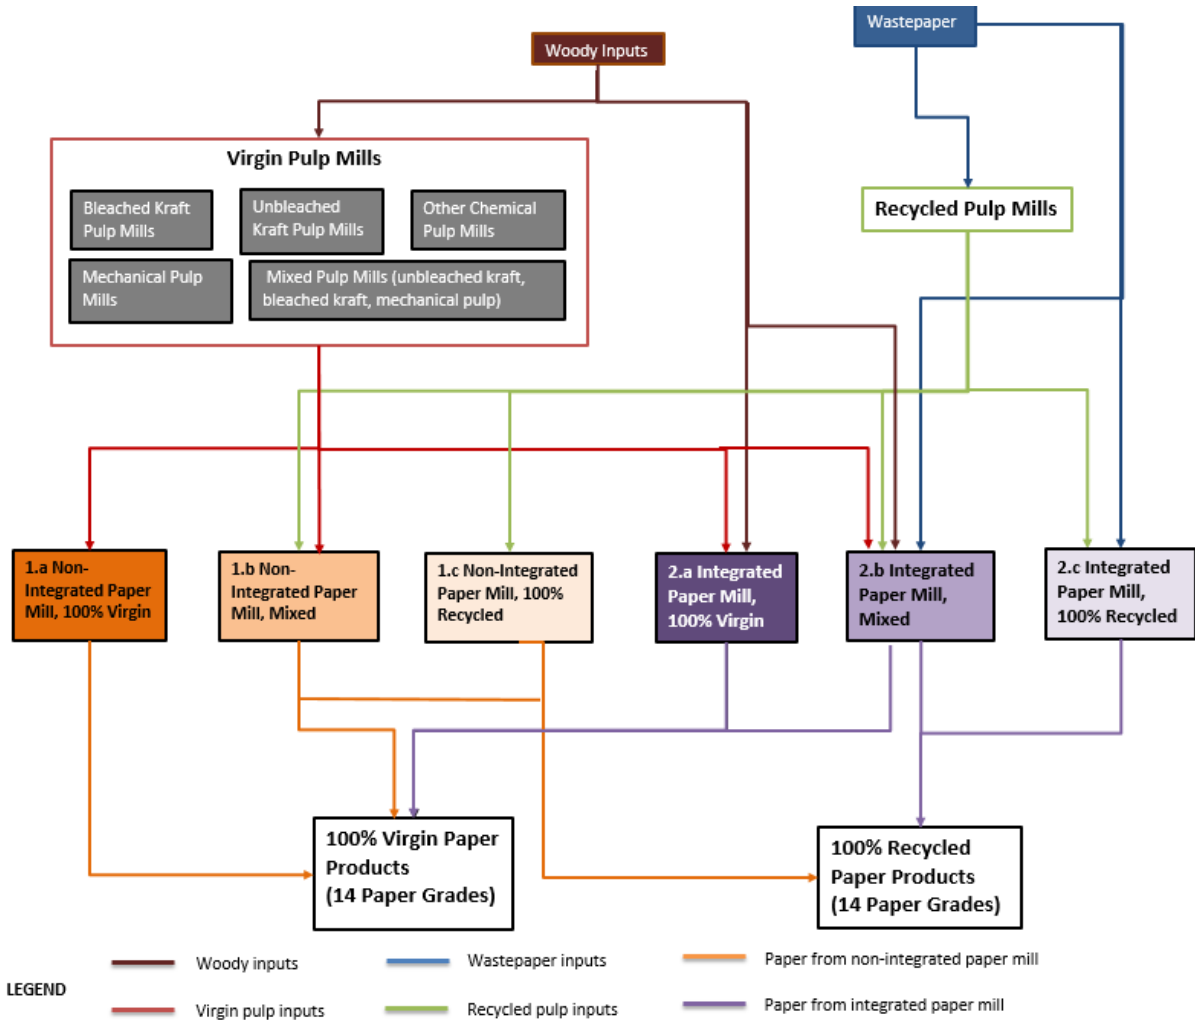 Wastepaper
Woody Inputs
Virgin Pulp Mills
Bleached Kraft
Pulp Mills
Unbleached
Kraft Pulp Mills
Other Chemical
Pulp Mills
Mechanical Pulp
Mills
Mixed Pulp Mills (unbleached kraft,
bleached kraft, mechanical pulp)
Recycled Pulp Mills
1.a Non-
Integrated Paper
Mill, 100% Virgin
1.b Non-
Integrated Paper
Mill, Mixed
1.c Non-Integrated
Paper Mill, 100%
Recycled
2.a Integrated
Paper Mill,
100% Virgin
2.b Integrated
Paper Mill,
Mixed
2.c Integrated
Paper Mill,
100% Recycled
100% Virgin Paper
Products
(14 Paper Grades)
100% Recycled
Paper Products
(14 Paper Grades)
LEGEND
Woody inputs
Wastepaper inputs
Paper from non-integrated paper mill
Virgin pulp inputs
Recycled pulp inputs
Paper from integrated paper mill